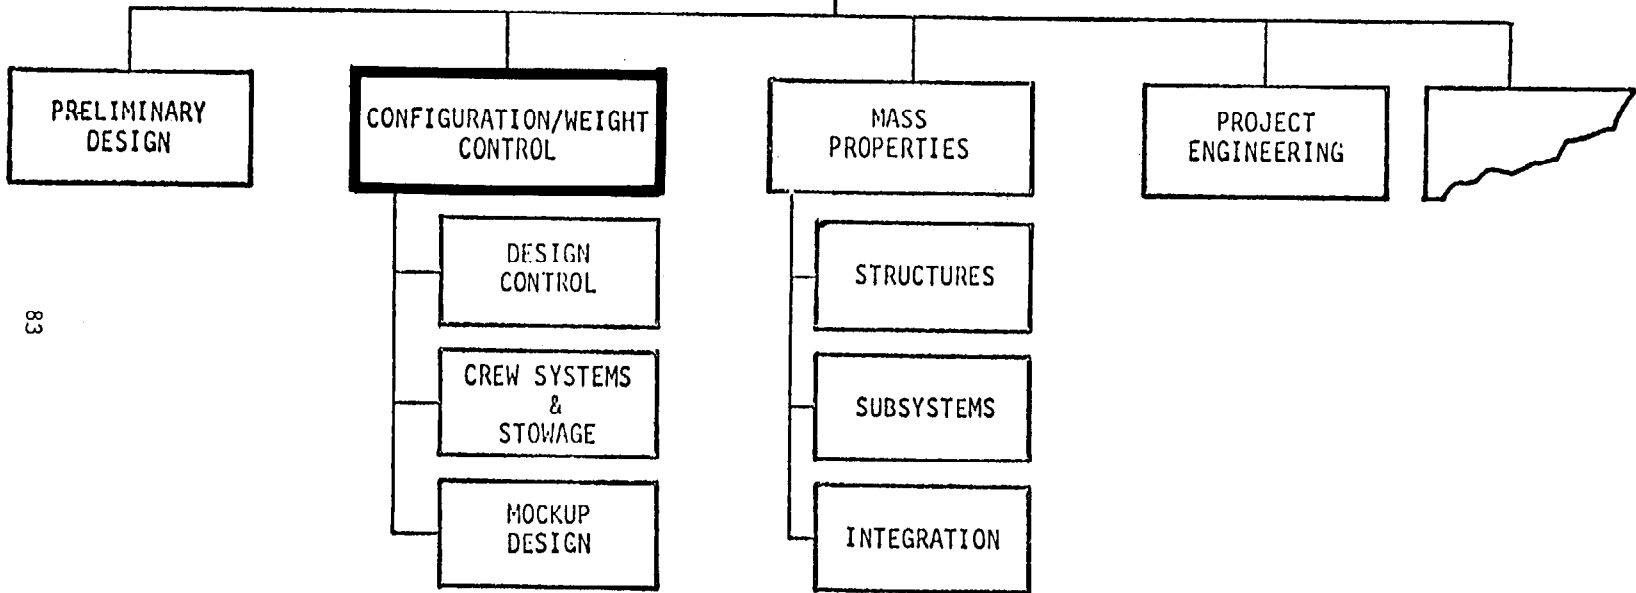 PRELIMINARY
DESIGN
CONFIGURATION/WEIGHT
CONTROL
MASS
PROPERTIES
PROJECT
ENGINEERING
DESIGN
CONTROL
CREW SYSTEMS
&
STOWAGE
MOCKUP
DESIGN
STRUCTURES
SUBSYSTEMS
INTEGRATION
83